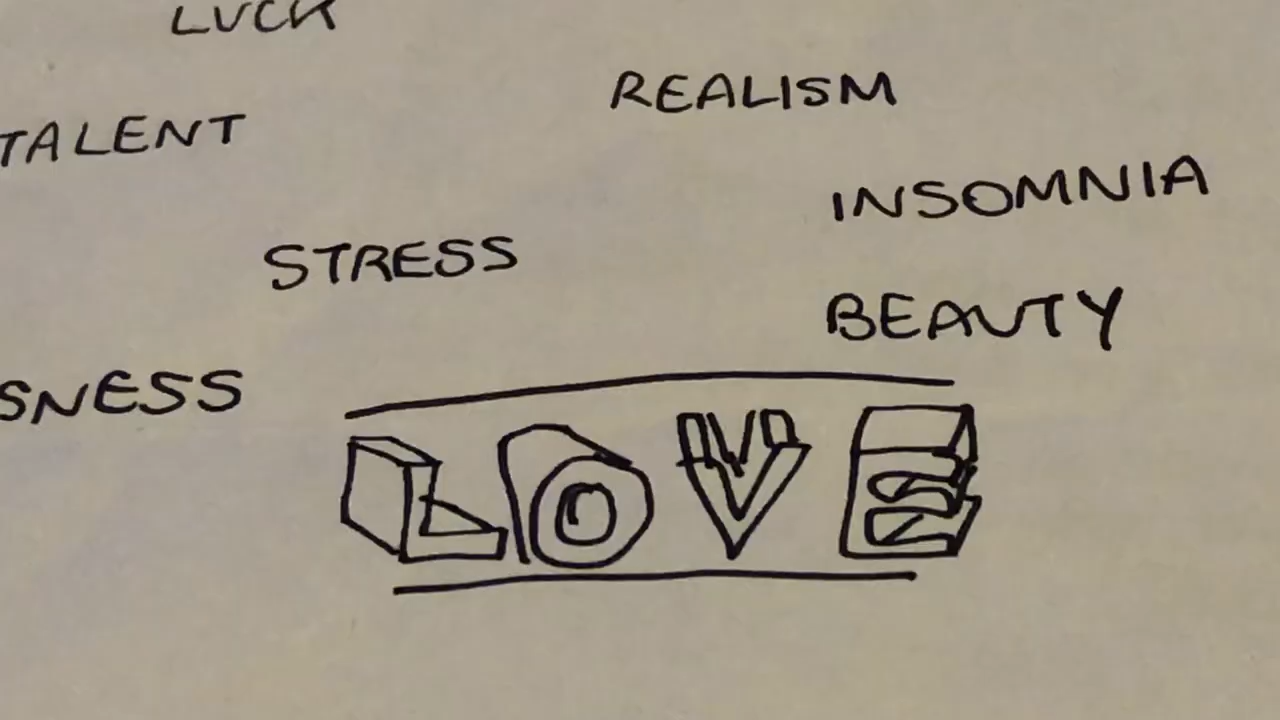 LUCK
REALISM
TALENT
INSOMNIA
STRESS
BEAUTY
SNESS
LOVE